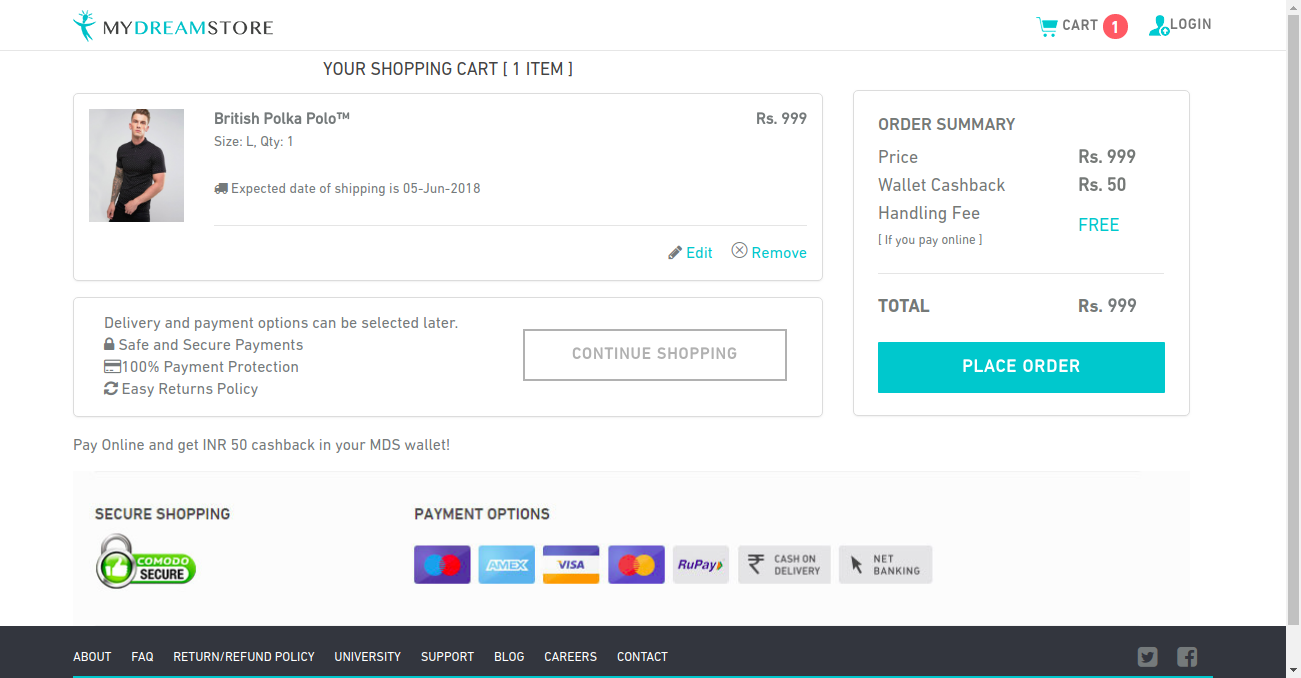 MYDREAMSTORE
CART 1
LOGIN
YOUR SHOPPING CART [ 1 ITEM ]
British Polka Polo™
Rs. 999
Size: L, Qty: 1
Expected date of shipping is 05-Jun-2018
Edit
Remove
Delivery and payment options can be selected later.
Safe and Secure Payments
100% Payment Protection
Easy Returns Policy
CONTINUE SHOPPING
ORDER SUMMARY
Price Rs. 999
Wallet Cashback Rs. 50
Handling Fee
FREE
[ If you pay online ]
TOTAL Rs. 999
PLACE ORDER
Pay Online and get INR 50 cashback in your MDS wallet!
SECURE SHOPPING
COMODO
SECURE
PAYMENT OPTIONS
AMEX
VISA
RuPay
CASH ON
DELIVERY
NET
BANKING
ABOUT FAQ RETURN/REFUND POLICY UNIVERSITY SUPPORT BLOG CAREERS CONTACT